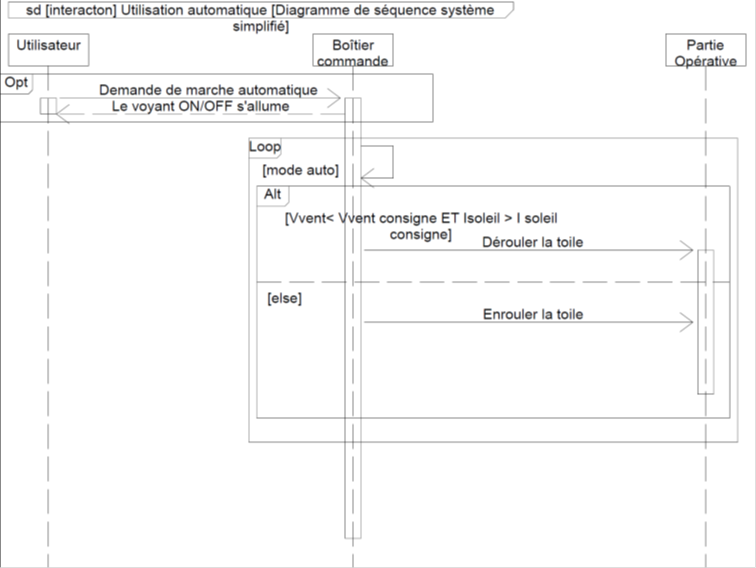 sd [interacton] Utilisation automatique [Diagramme de séquence système
simplifié]
Utilisateur
Boîtier
commande
Partie
Opérative
Opt
Demande de marche automatique
Le voyant ON/OFF s'allume
Loop
[mode auto]
Alt
[Vvent< Vvent consigne ET Isoleil > I soleil
consigne]
Dérouler la toile
[else]
Enrouler la toile